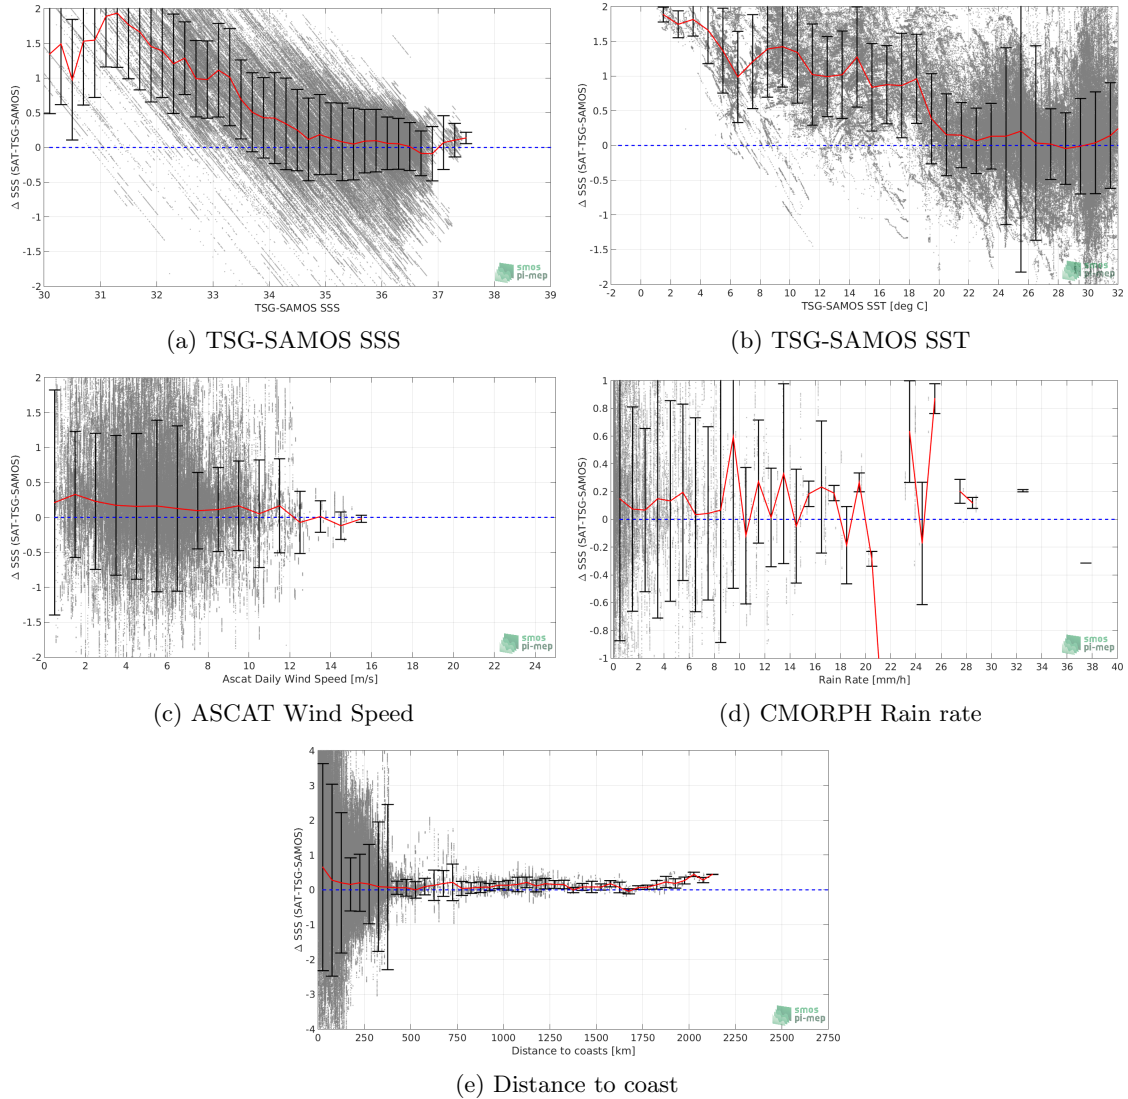 2
1.5
1
0.5
0
-0.5
-1
-1.5
-2
Δ SSS (SAT-TSG-SAMOS)
30 31 32 33 34 35 36 37 38 39
TSG-SAMOS SSS
smos
pi-mep
(a) TSG-SAMOS SSS
2
1.5
1
0.5
0
-0.5
-1
-1.5
-2
Δ SSS (SAT-TSG-SAMOS)
-2 0 2 4 6 8 10 12 14 16 18 20 22 24 26 28 30 32
TSG-SAMOS SST [deg C]
smos
pi-mep
(b) TSG-SAMOS SST
2
1.5
1
0.5
0
-0.5
-1
-1.5
-2
Δ SSS (SAT-TSG-SAMOS)
0 2 4 6 8 10 12 14 16 18 20 22 24
Ascat Daily Wind Speed [m/s]
smos
pi-mep
(c) ASCAT Wind Speed
1
0.8
0.6
0.4
0.2
0
-0.2
-0.4
-0.6
-0.8
-1
Δ SSS (SAT-TSG-SAMOS)
0 2 4 6 8 10 12 14 16 18 20 22 24 26 28 30 32 34 36 38 40
Rain Rate [mm/h]
smos
pi-mep
(d) CMORPH Rain rate
4
3
2
1
0
-1
-2
-3
-4
Δ SSS (SAT-TSG-SAMOS)
0 250 500 750 1000 1250 1500 1750 2000 2250 2500 2750
Distance to coasts [km]
smos
pi-mep
(e) Distance to coast